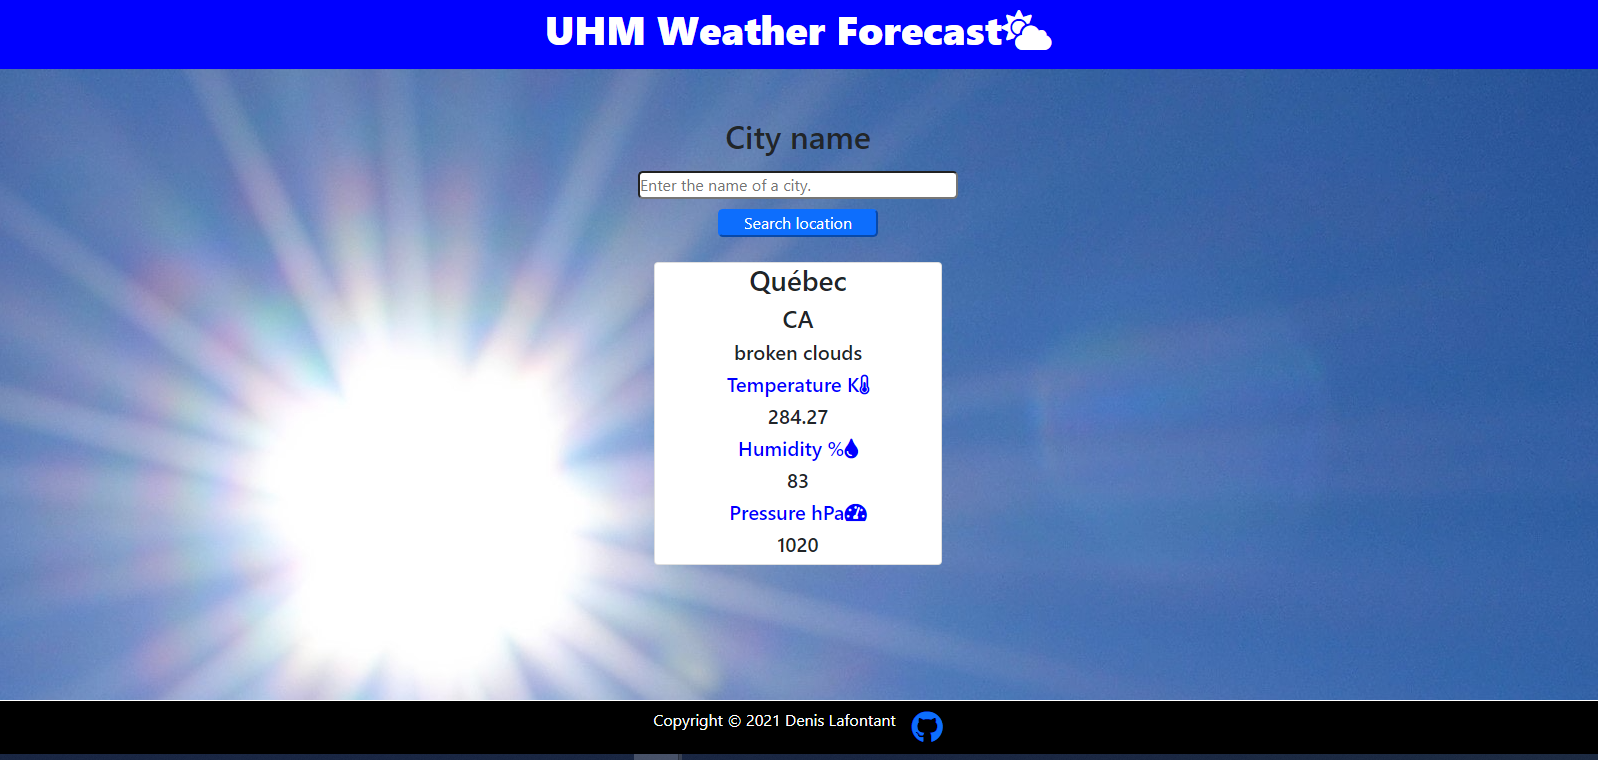 UHM Weather Forecast
City name
Enter the name of a city.
Search location
Québec
CA
broken clouds
Temperature K
284.27
Humidity %
83
Pressure hPa
1020
Copyright © 2021 Denis Lafontant